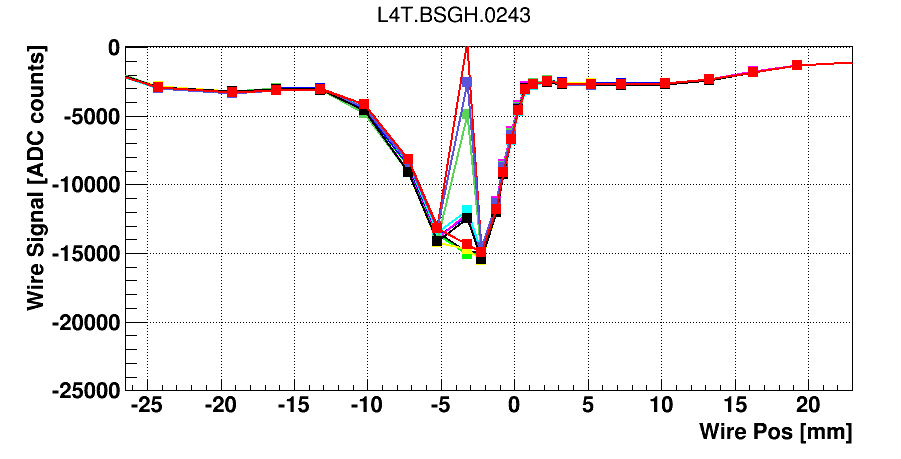 L4T.BSGH.0243
Wire Signal [ADC counts]
0
-5000
-10000
-15000
-20000
-25000
-25 -20 -15 -10 -5 0 5 10 15 20
Wire Pos [mm]